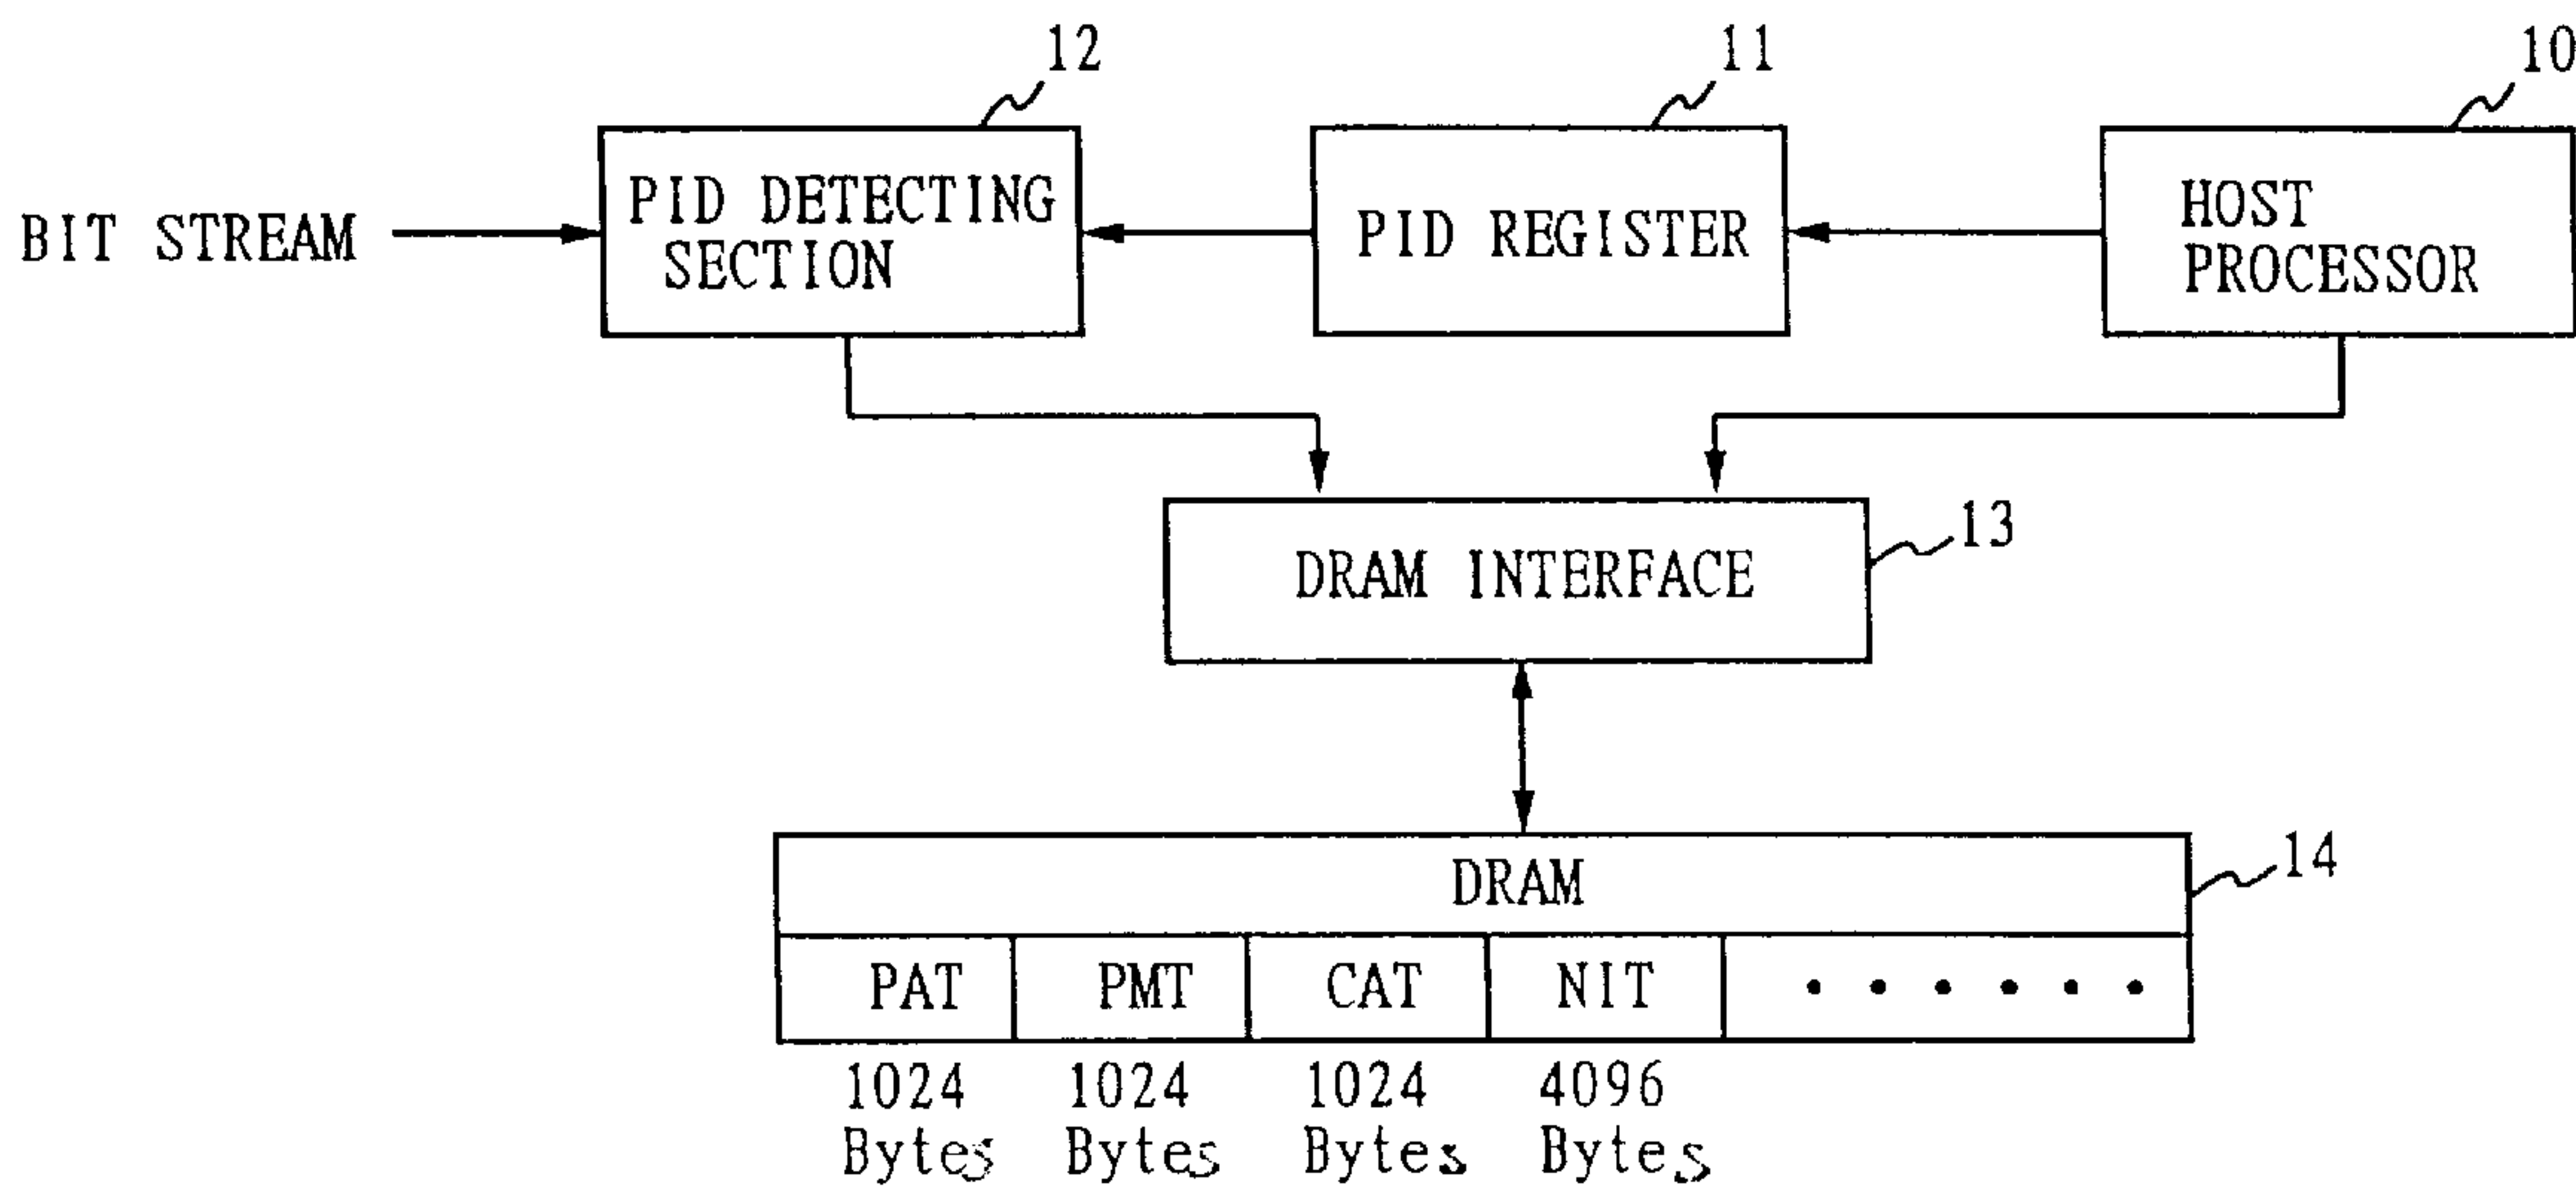 12
11
10
BIT STREAM
PID DETECTING
SECTION
PID REGISTER
HOST
PROCESSOR
13
DRAM INTERFACE
14
DRAM
PAT
PMT
CAT
NIT
• • • • • •
1024
Bytes
1024
Bytes
1024
Bytes
4096
Bytes